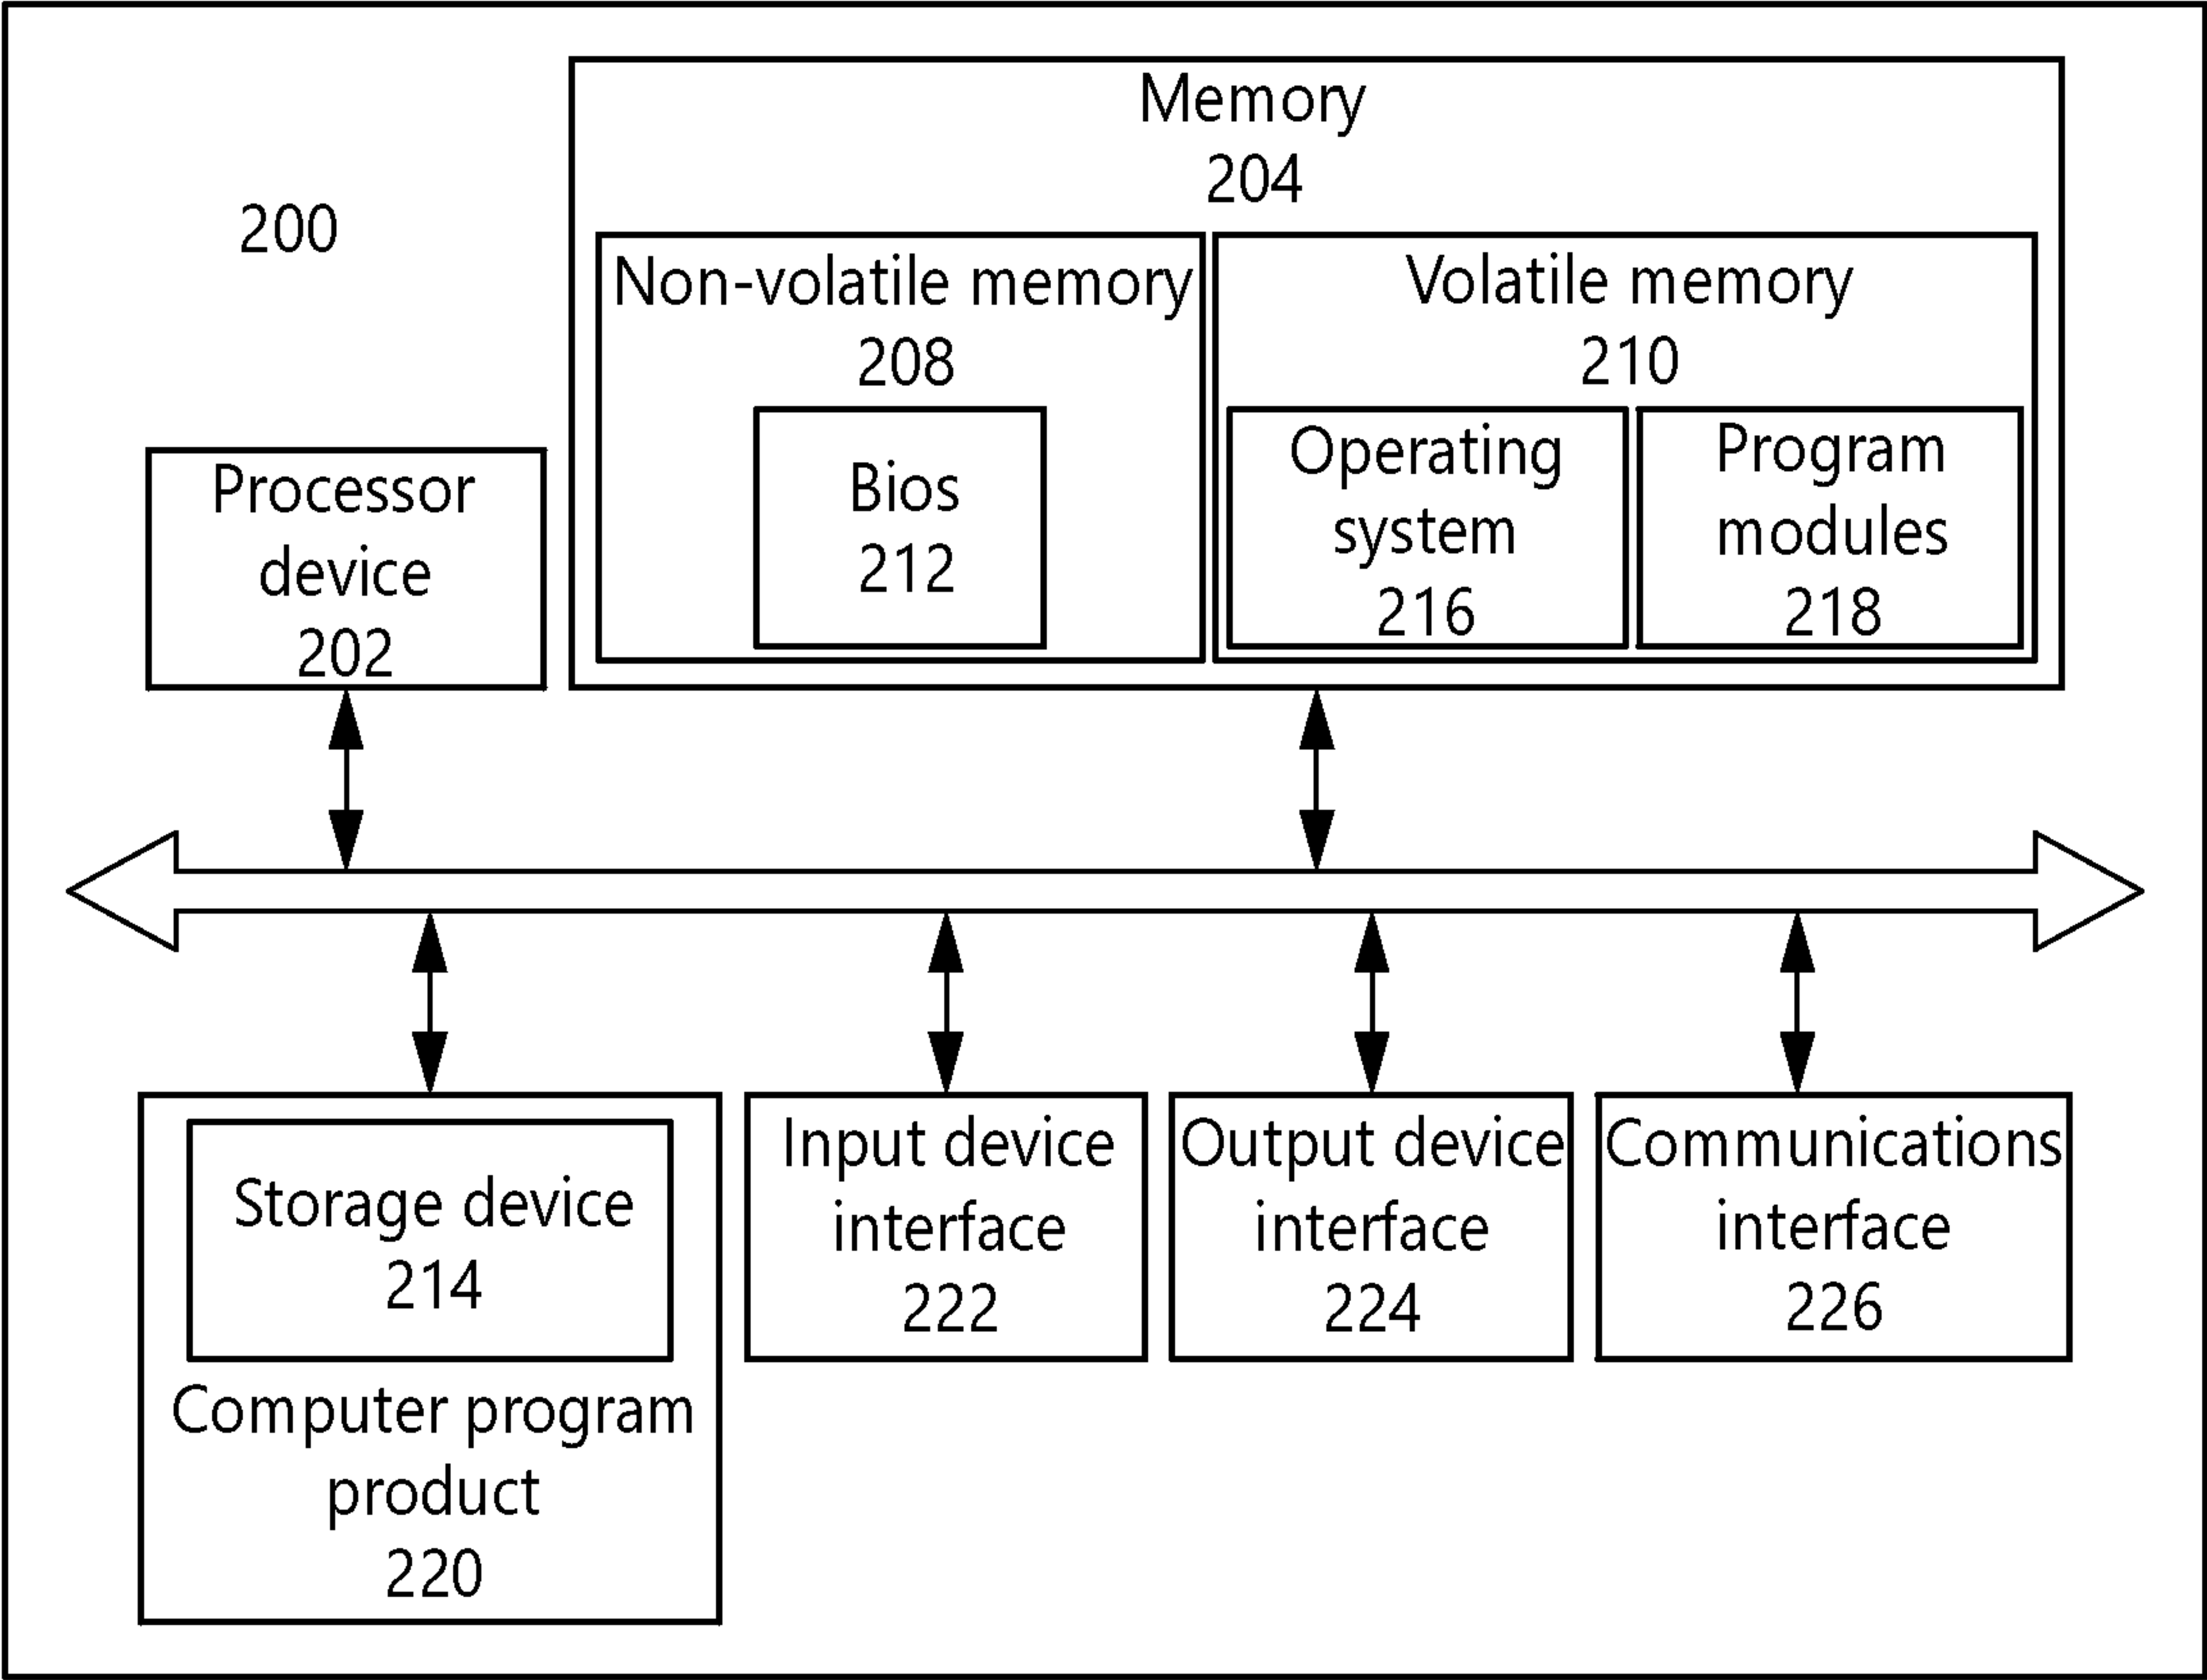 200
Memory
204
Non-volatile memory
208
Bios
212
Volatile memory
210
Operating
system
216
Program
modules
218
Processor
device
202
Storage device
214
Computer program
product
220
Input device
interface
222
Output device
interface
224
Communications
interface
226